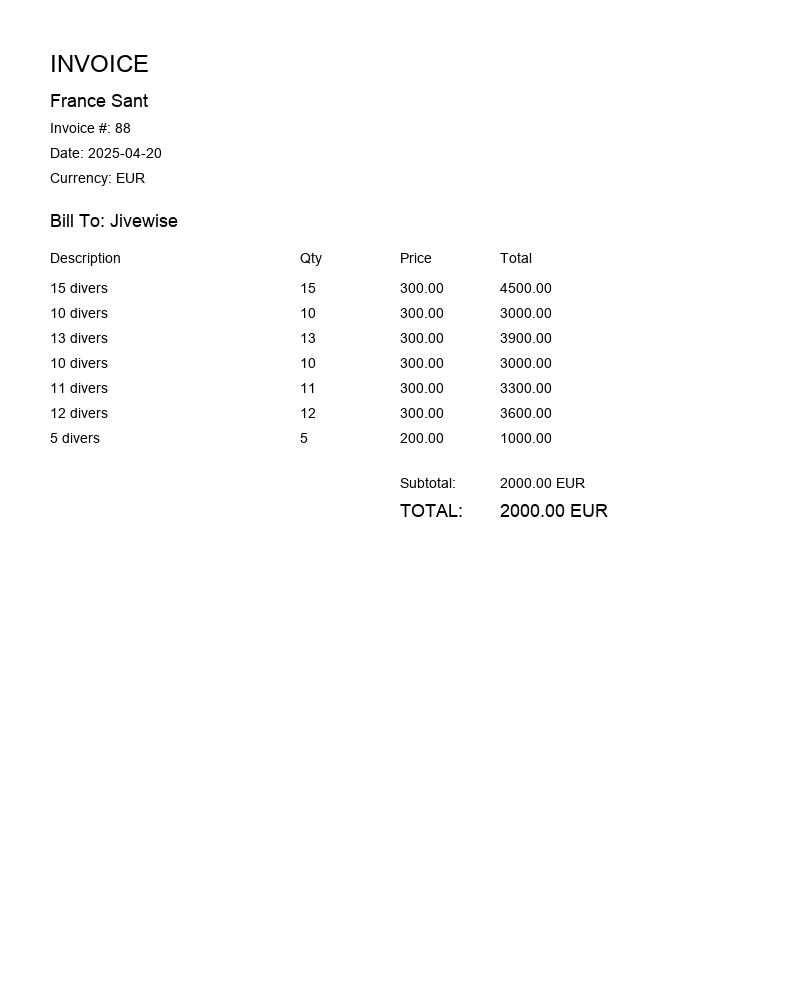 INVOICE
France Sant
Invoice #: 88
Date: 2025-04-20
Currency: EUR
Bill To: Jivewise
Description Qty Price Total
15 divers 15 300.00 4500.00
10 divers 10 300.00 3000.00
13 divers 13 300.00 3900.00
10 divers 10 300.00 3000.00
11 divers 11 300.00 3300.00
12 divers 12 300.00 3600.00
5 divers 5 200.00 1000.00
Subtotal: 2000.00 EUR
TOTAL: 2000.00 EUR